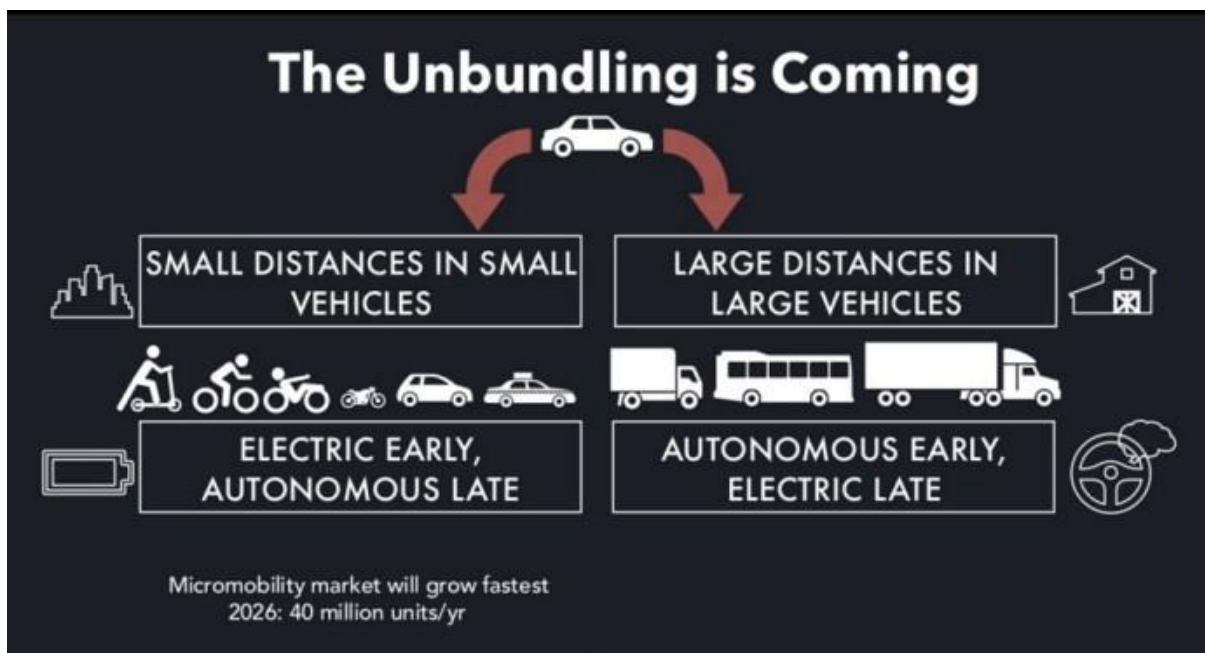 The Unbundling is Coming
SMALL DISTANCES IN SMALL
VEHICLES
LARGE DISTANCES IN
LARGE VEHICLES
ELECTRIC EARLY,
AUTONOMOUS LATE
AUTONOMOUS EARLY,
ELECTRIC LATE
Micromobility market will grow fastest
2026: 40 million units/yr